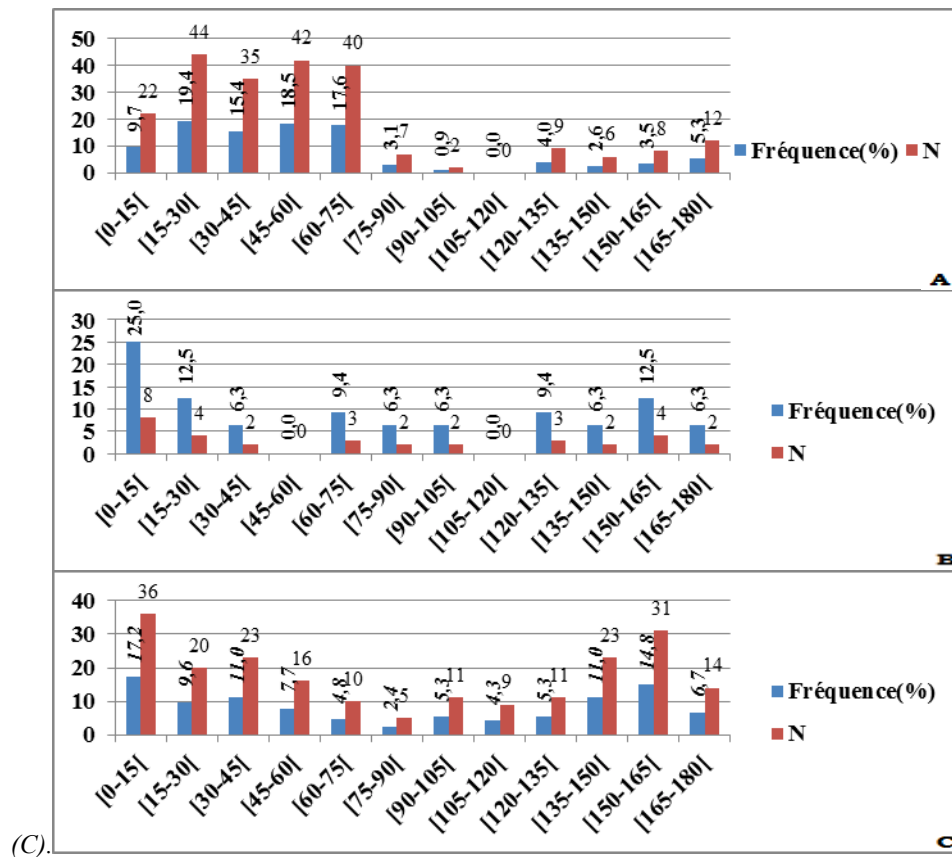 50
40
30
20
10
0
9,7 22 19,4 44 15,4 35 18,5 42 17,6 40 3,1 7 0,9 2 0,0 0 4,0 9 2,6 6 3,5 8 5,3 12
[0-15[ [15-30[ [30-45[ [45-60[ [60-75[ [75-90[ [90-105[ [105-120[ [120-135[ [135-150[ [150-165[ [165-180[
Fréquence(%) N
A
30
25
20
15
10
5
0
25,0 8 12,5 4 6,3 2 0,0 0 9,4 3 6,3 2 6,3 2 0,0 0 9,4 3 6,3 2 12,5 4 6,3 2
[0-15[ [15-30[ [30-45[ [45-60[ [60-75[ [75-90[ [90-105[ [105-120[ [120-135[ [135-150[ [150-165[ [165-180[
Fréquence(%)
N
B
40
30
20
10
0
17,2 36 9,6 20 11,0 23 7,7 16 4,8 10 2,4 5 5,3 11 4,3 9 5,3 11 11,0 23 14,8 31 6,7 14
[0-15[ [15-30[ [30-45[ [45-60[ [60-75[ [75-90[ [90-105[ [105-120[ [120-135[ [135-150[ [150-165[ [165-180[
Fréquence(%)
N
C
(C).